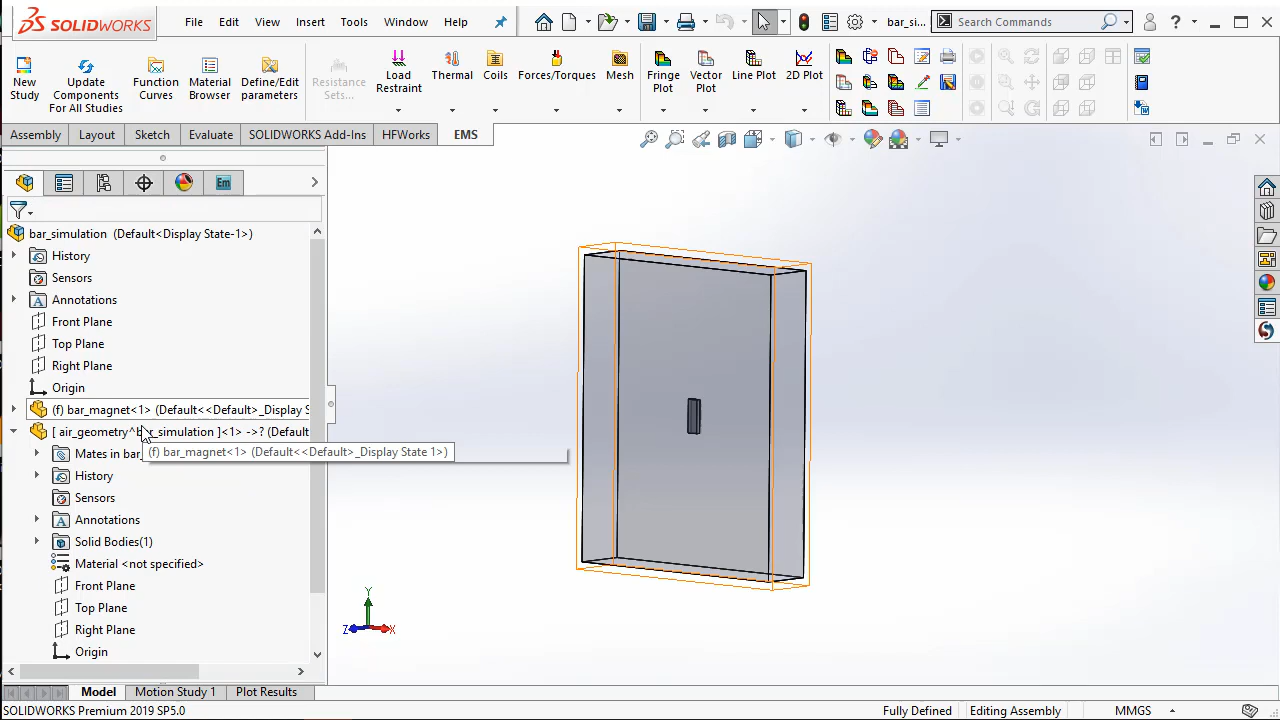 SOLIDWORKS
File Edit View Insert Tools Window Help
bar_si...
Search Commands
New Study
Update Components For All Studies
Function Curves
Material Browser
Define/Edit parameters
Resistance Sets...
Load Restraint
Thermal
Coils
Forces/Torques
Mesh
Fringe Plot
Vector Plot
Line Plot
2D Plot
Assembly Layout Sketch Evaluate SOLIDWORKS Add-Ins HFWorks EMS
Em
bar_simulation (Default<Display State-1>)
History
Sensors
Annotations
Front Plane
Top Plane
Right Plane
Origin
(f) bar_magnet<1> (Default<<Default>_Display S
[ air_geometry^bar_simulation ]<1> ->? (Default
(f) bar_magnet<1> (Default<<Default>_Display State 1>)
Mates in bar_
History
Sensors
Annotations
Solid Bodies(1)
Material <not specified>
Front Plane
Top Plane
Right Plane
Origin
Y
Z X
Model Motion Study 1 Plot Results
SOLIDWORKS Premium 2019 SP5.0
Fully Defined Editing Assembly MMGS